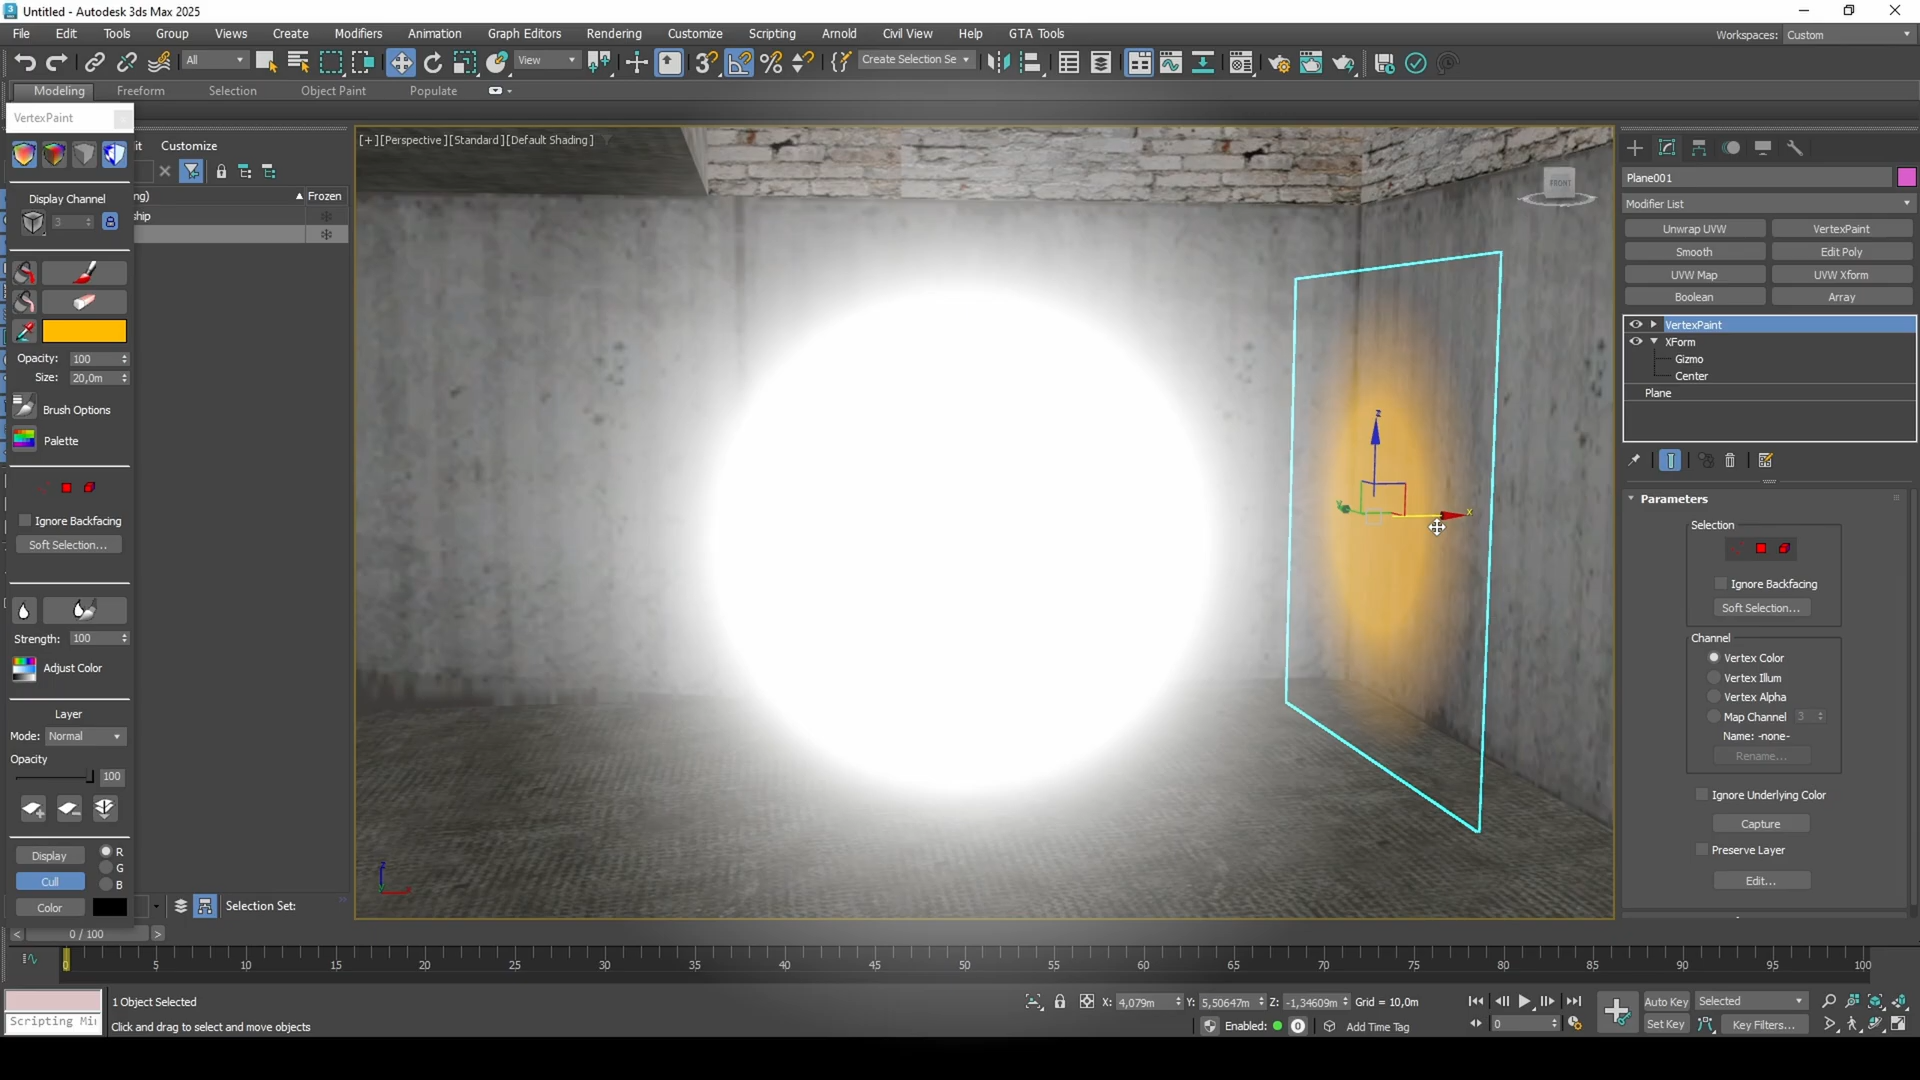 Untitled - Autodesk 3ds Max 2025
File Edit Tools Group Views Create Modifiers Animation Graph Editors Rendering Customize Scripting Arnold Civil View Help GTA Tools
Workspaces: Custom
All View Create Selection Se
Modeling Freeform Selection Object Paint Populate
VertexPaint
Customize
Display Channel
3
Frozen
ship
Opacity: 100
Size: 20,0m
Brush Options
Palette
Ignore Backfacing
Soft Selection...
Strength: 100
Adjust Color
Layer
Mode: Normal
Opacity
100
Display R
G
Cull B
Color
Selection Set:
[+][Perspective][Standard][Default Shading]
FRONT
z
x
y
Plane001
Modifier List
Unwrap UVW VertexPaint
Smooth Edit Poly
UVW Map UVW Xform
Boolean Array
VertexPaint
XForm
Gizmo
Center
Plane
Parameters
Selection
Ignore Backfacing
Soft Selection...
Channel
Vertex Color
Vertex Illum
Vertex Alpha
Map Channel 3
Name: -none-
Rename...
Ignore Underlying Color
Capture
Preserve Layer
Edit...
0 / 100
0 5 10 15 20 25 30 35 40 45 50 55 60 65 70 75 80 85 90 95 100
1 Object Selected
X: 4,079m Y: 5,50647m Z: -1,34609m Grid = 10,0m
Auto Key Selected
Scripting Mi
Click and drag to select and move objects
Enabled: 0 Add Time Tag
0
Set Key Key Filters...